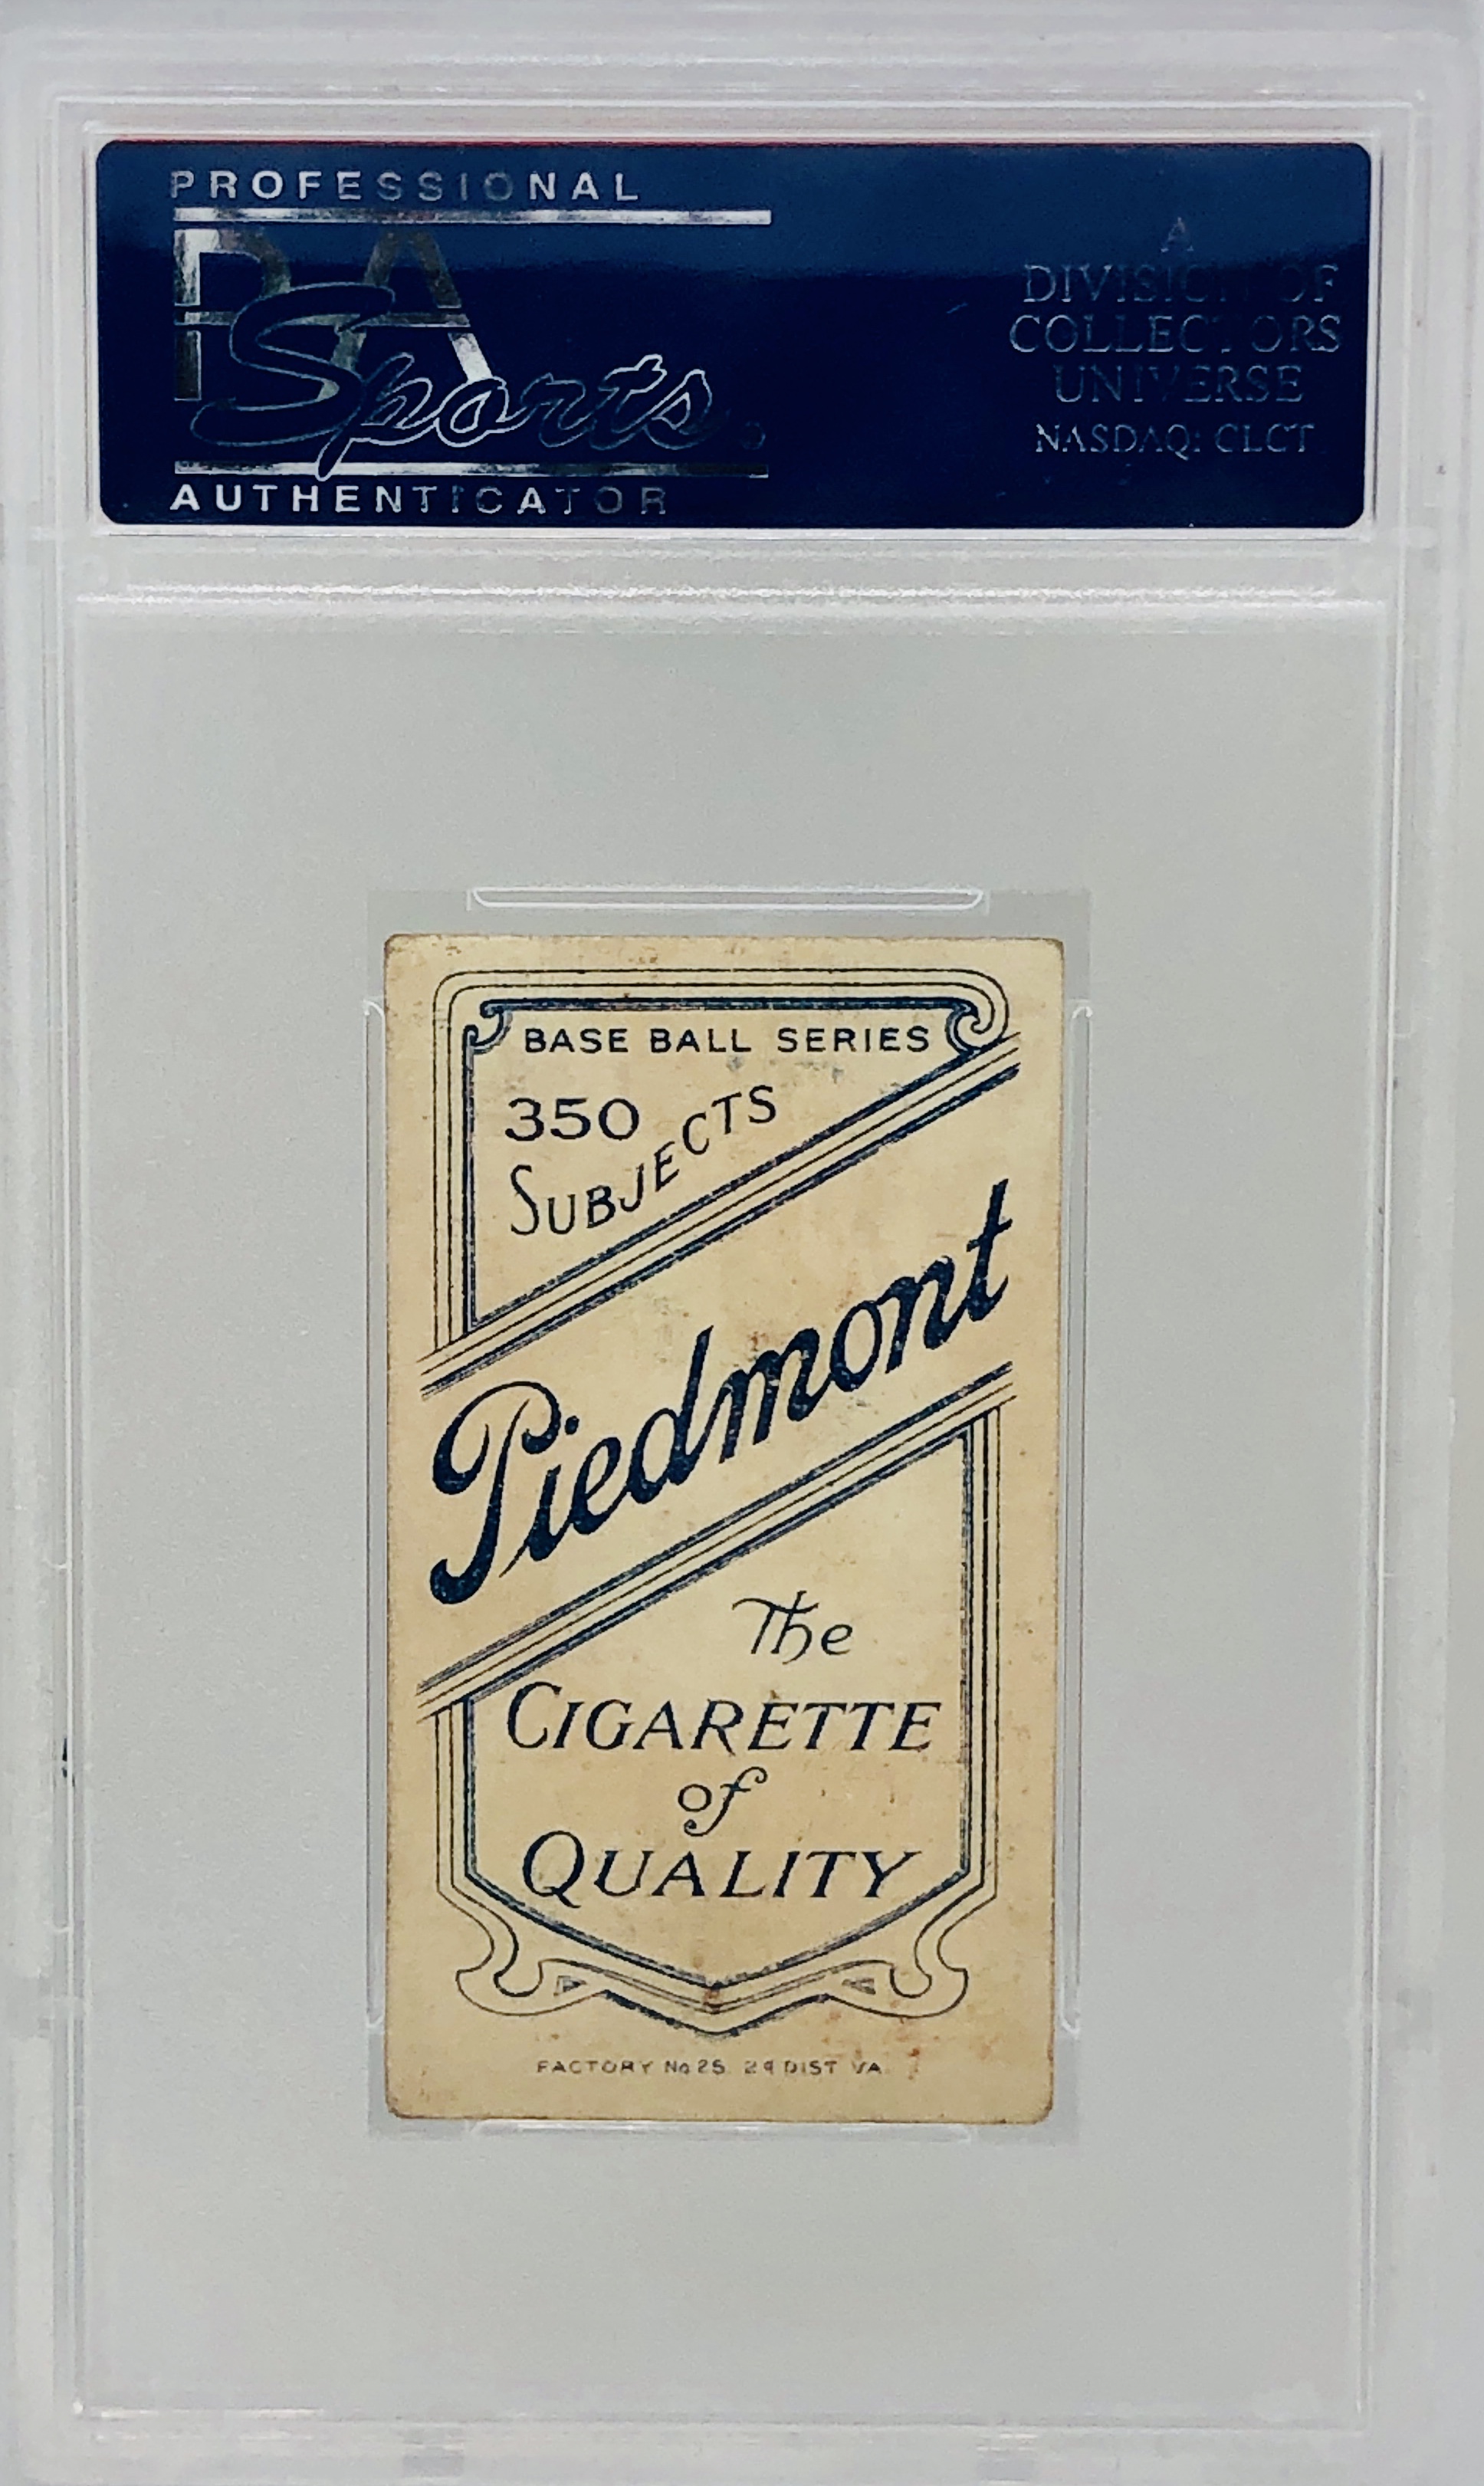 PROFESSIONAL
PSA
Sports
AUTHENTICATOR
A
DIVISION OF
COLLECTORS
UNIVERSE
NASDAQ: CLCT
BASE BALL SERIES
350
SUBJECTS
Piedmont
The
CIGARETTE
of
QUALITY
FACTORY No 25. 2d DIST VA.